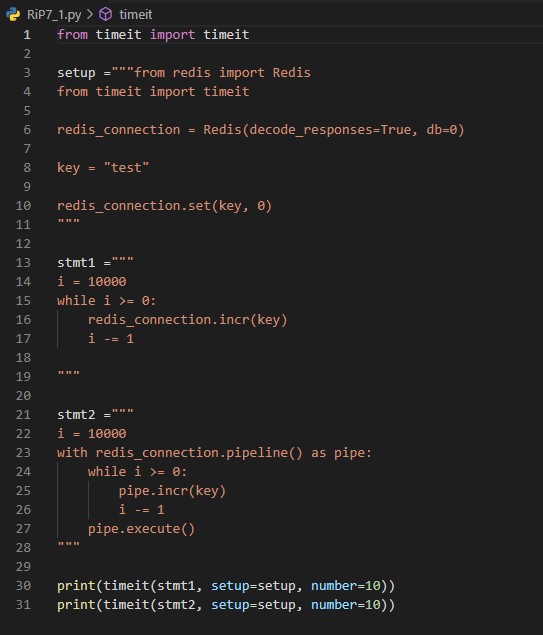 RiP7_1.py > timeit
1 from timeit import timeit
2
3 setup ="""from redis import Redis
4 from timeit import timeit
5
6 redis_connection = Redis(decode_responses=True, db=0)
7
8 key = "test"
9
10 redis_connection.set(key, 0)
11 """
12
13 stmt1 ="""
14 i = 10000
15 while i >= 0:
16     redis_connection.incr(key)
17     i -= 1
18
19 """
20
21 stmt2 ="""
22 i = 10000
23 with redis_connection.pipeline() as pipe:
24     while i >= 0:
25         pipe.incr(key)
26         i -= 1
27     pipe.execute()
28 """
29
30 print(timeit(stmt1, setup=setup, number=10))
31 print(timeit(stmt2, setup=setup, number=10))